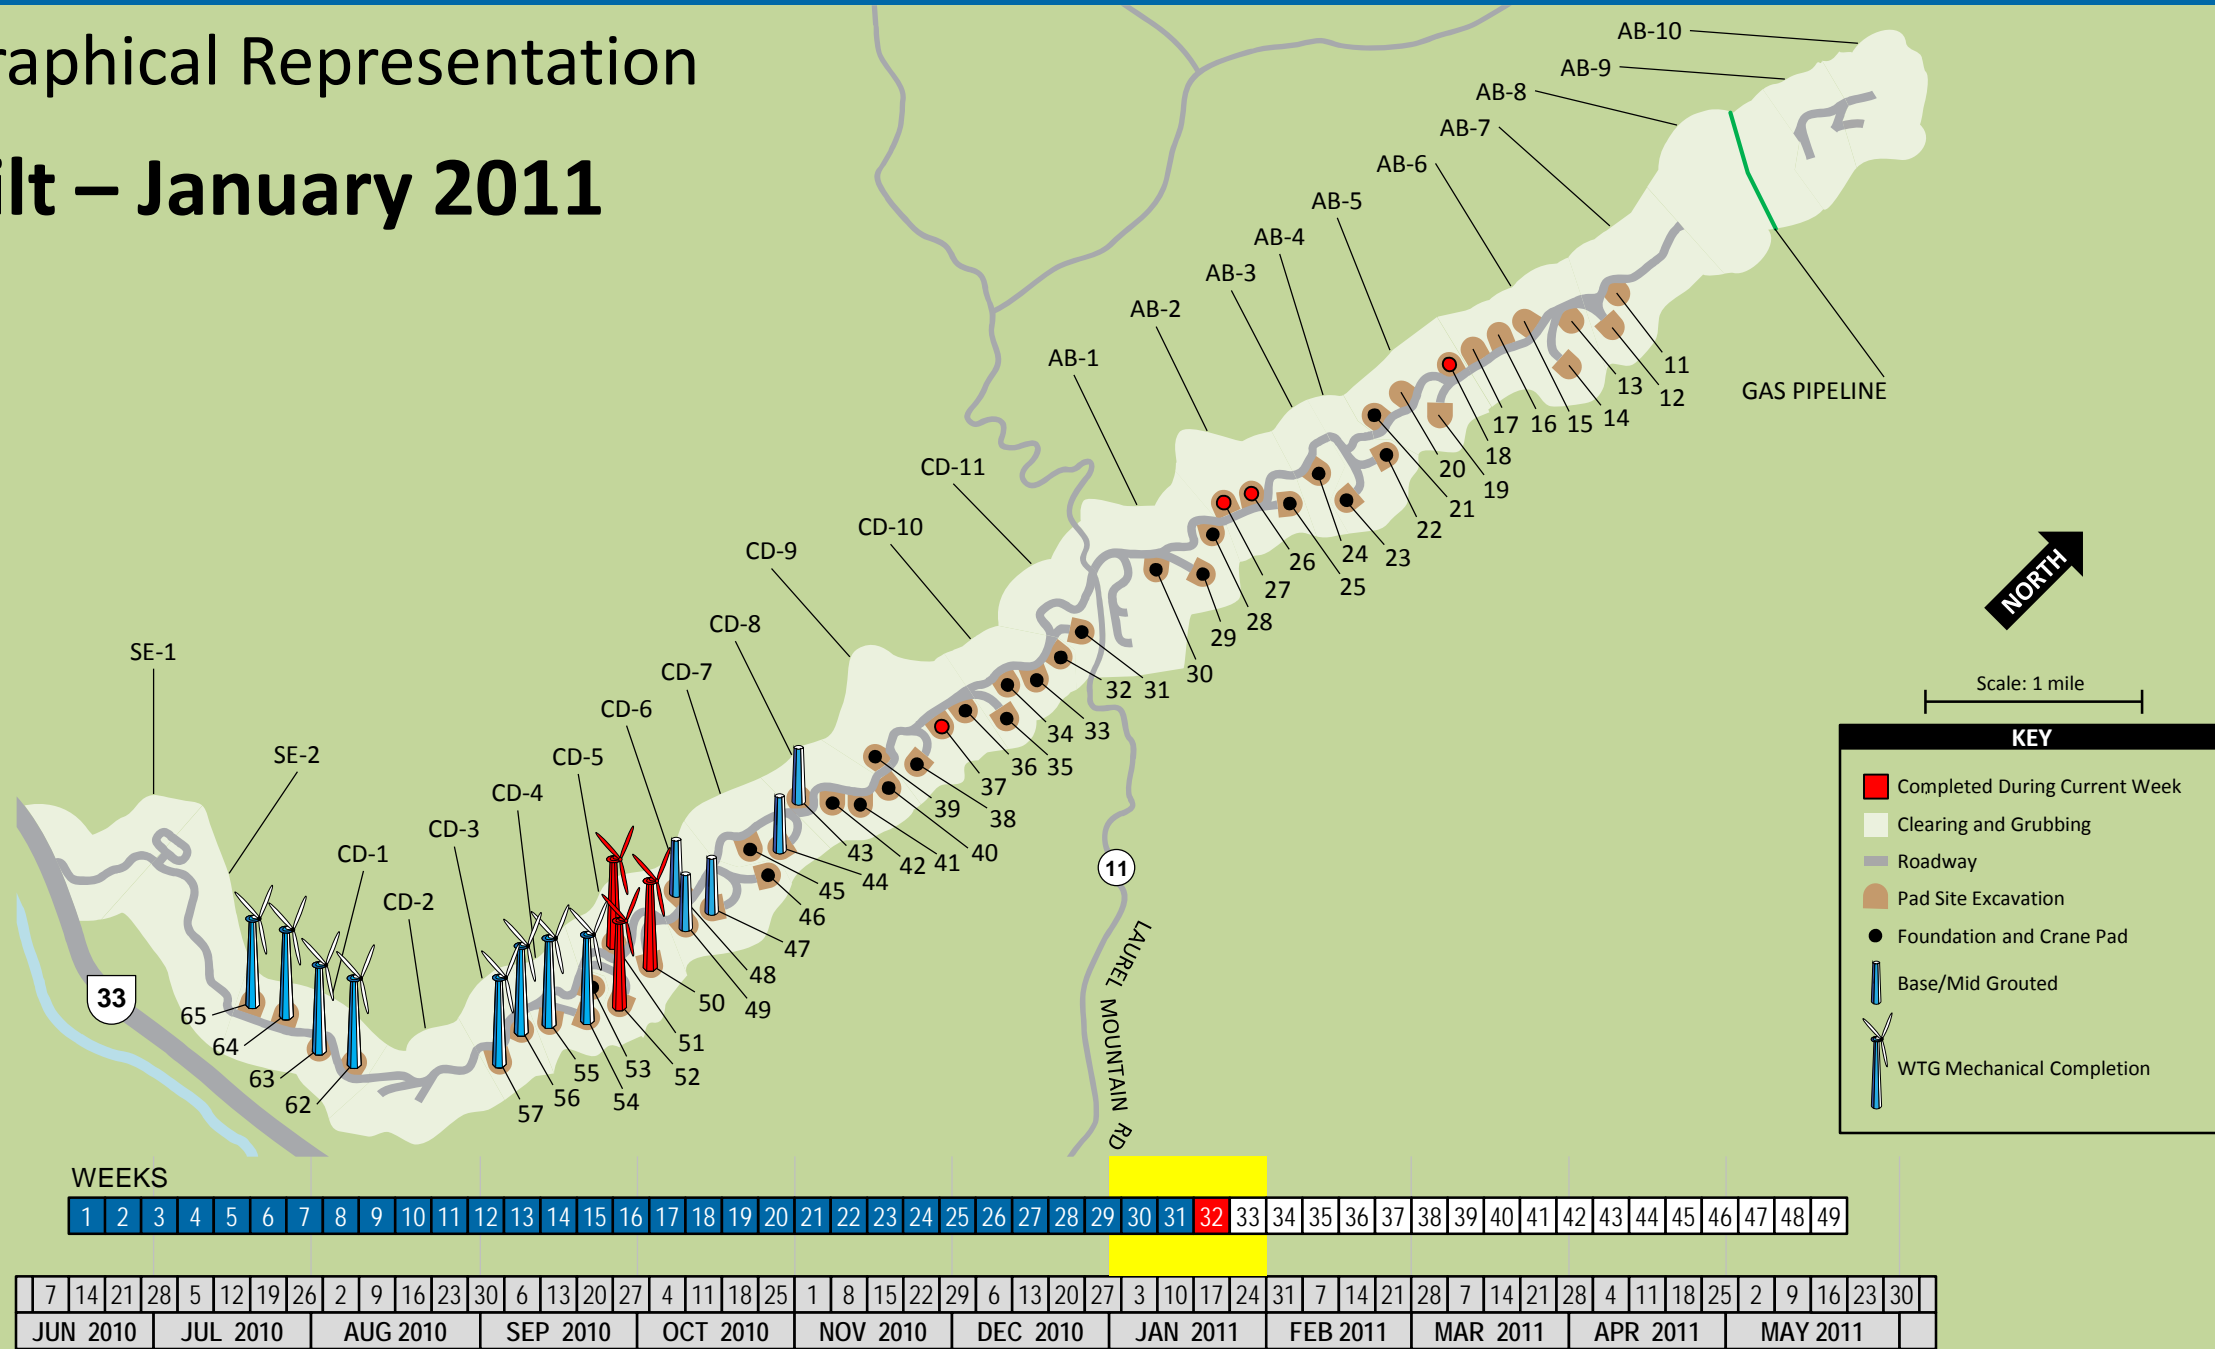 raphical Representation
ilt – January 2011
AB-10
AB-9
AB-8
AB-7
AB-6
AB-5
AB-4
AB-3
AB-2
AB-1
CD-11
CD-10
CD-9
CD-8
CD-7
CD-6
CD-5
CD-4
CD-3
CD-2
CD-1
SE-2
SE-1
11
12
13
14
15
16
17
18
19
20
21
22
23
24
25
26
27
28
29
30
31
32
33
34
35
36
37
38
39
40
41
42
43
44
45
46
47
48
49
50
51
52
53
54
55
56
57
62
63
64
65
GAS PIPELINE
NORTH
Scale: 1 mile
KEY
Completed During Current Week
Clearing and Grubbing
Roadway
Pad Site Excavation
Foundation and Crane Pad
Base/Mid Grouted
WTG Mechanical Completion
33
11
LAUREL MOUNTAIN RD
WEEKS
1 2 3 4 5 6 7 8 9 10 11 12 13 14 15 16 17 18 19 20 21 22 23 24 25 26 27 28 29 30 31 32 33 34 35 36 37 38 39 40 41 42 43 44 45 46 47 48 49
7 14 21 28 5 12 19 26 2 9 16 23 30 6 13 20 27 4 11 18 25 1 8 15 22 29 6 13 20 27 3 10 17 24 31 7 14 21 28 7 14 21 28 4 11 18 25 2 9 16 23 30
JUN 2010 JUL 2010 AUG 2010 SEP 2010 OCT 2010 NOV 2010 DEC 2010 JAN 2011 FEB 2011 MAR 2011 APR 2011 MAY 2011